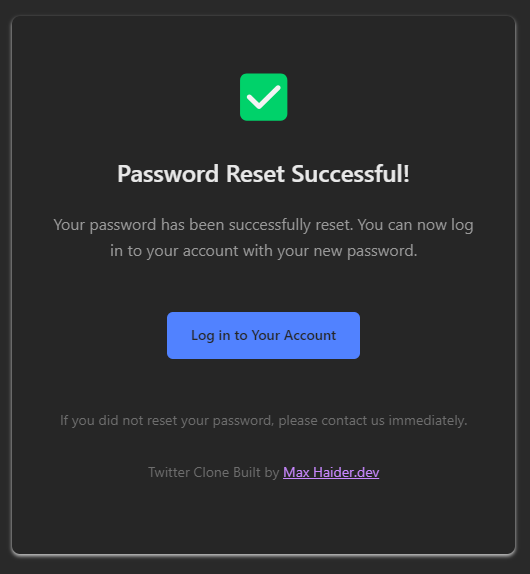 Password Reset Successful!
Your password has been successfully reset. You can now log
in to your account with your new password.
Log in to Your Account
If you did not reset your password, please contact us immediately.
Twitter Clone Built by Max Haider.dev